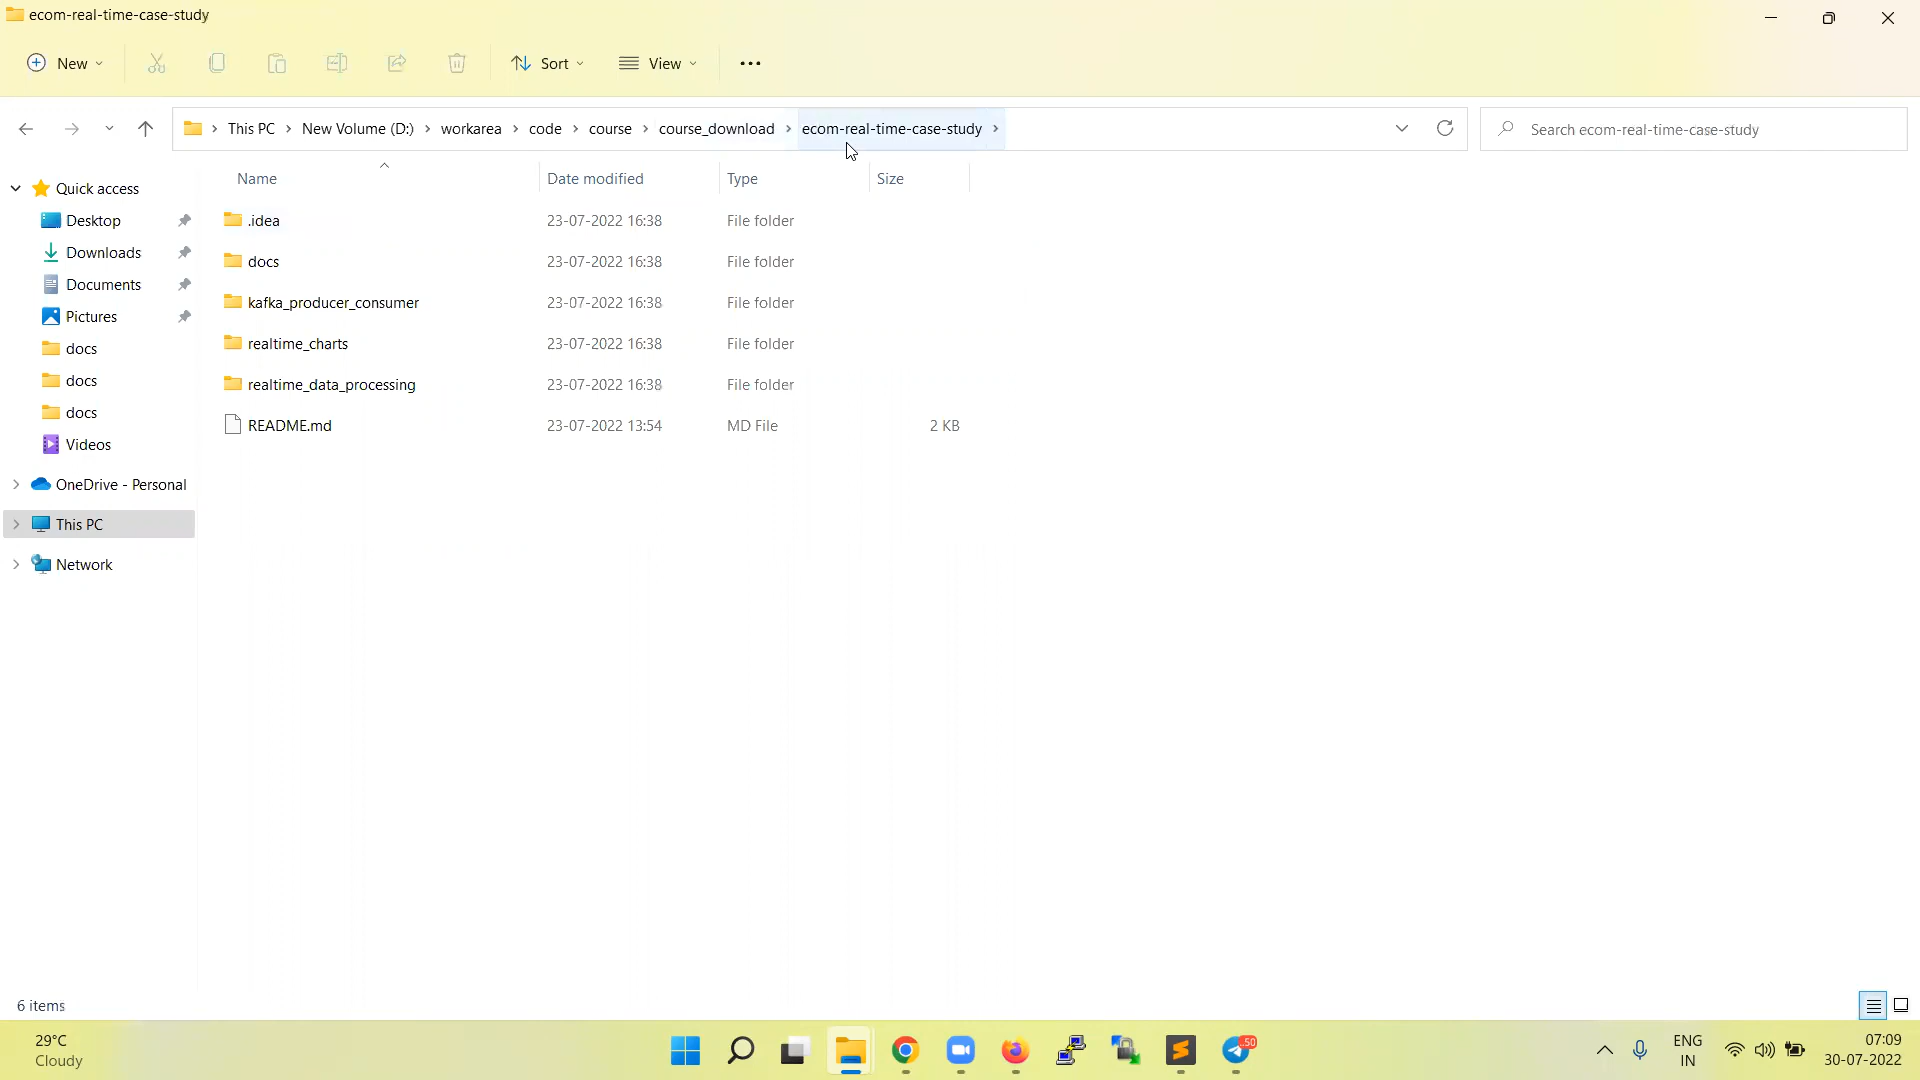 ecom-real-time-case-study
New Sort View
This PC New Volume (D:) workarea code course course_download ecom-real-time-case-study
Search ecom-real-time-case-study
Name Date modified Type Size
Quick access
Desktop
Downloads
Documents
Pictures
docs
docs
docs
Videos
OneDrive - Personal
This PC
Network
.idea 23-07-2022 16:38 File folder
docs 23-07-2022 16:38 File folder
kafka_producer_consumer 23-07-2022 16:38 File folder
realtime_charts 23-07-2022 16:38 File folder
realtime_data_processing 23-07-2022 16:38 File folder
README.md 23-07-2022 13:54 MD File 2 KB
6 items
29°C
Cloudy
50
ENG
IN
07:09
30-07-2022